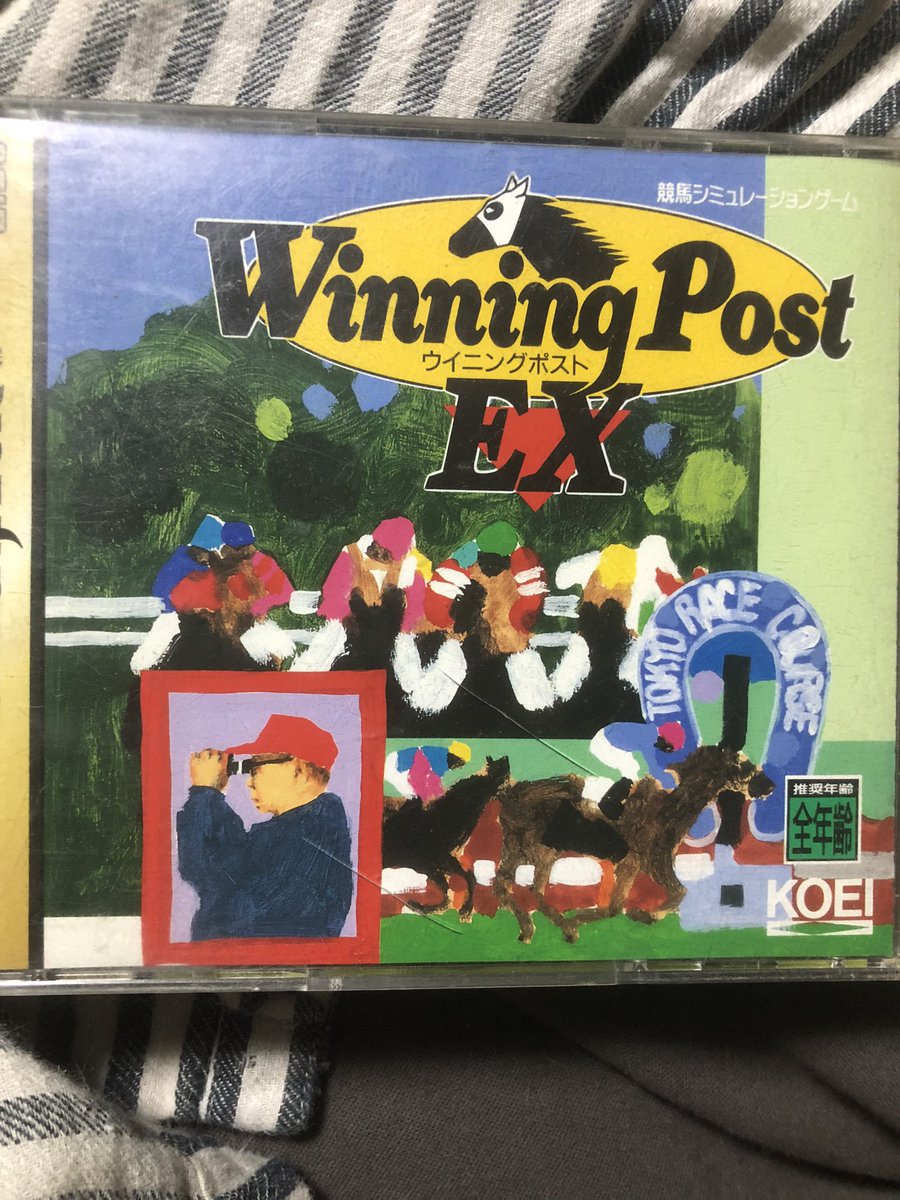 競馬シミュレーションゲーム
Winning Post
ウイニングポスト
EX
TOKYO RACE COURSE
推奨年齢
全年齢
KOEI